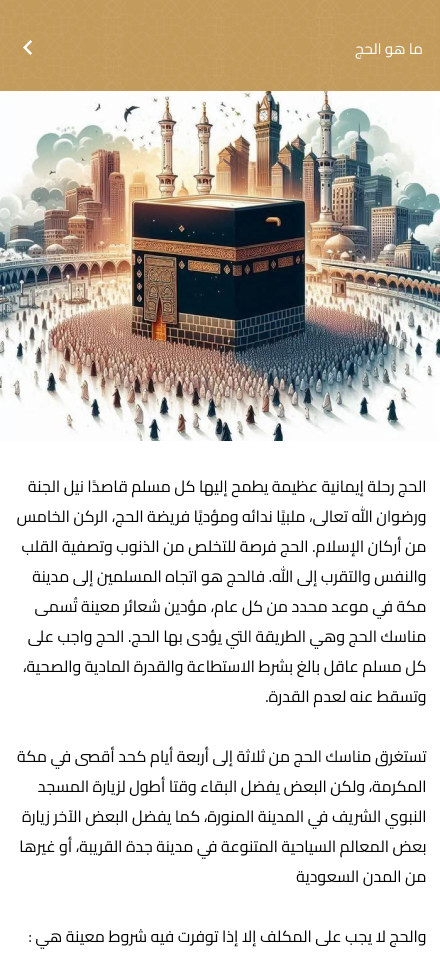 ما هو الحج
الحج رحلة إيمانية عظيمة يطمح إليها كل مسلم قاصدًا نيل الجنة
ورضوان الله تعالى، ملبيًا ندائه ومؤديًا فريضة الحج، الركن الخامس
من أركان الإسلام. الحج فرصة للتخلص من الذنوب وتصفية القلب
والنفس والتقرب إلى الله. فالحج هو اتجاه المسلمين إلى مدينة
مكة في موعد محدد من كل عام، مؤدين شعائر معينة تُسمى
مناسك الحج وهي الطريقة التي يؤدى بها الحج. الحج واجب على
كل مسلم عاقل بالغ بشرط الاستطاعة والقدرة المادية والصحية،
وتسقط عنه لعدم القدرة.
تستغرق مناسك الحج من ثلاثة إلى أربعة أيام كحد أقصى في مكة
المكرمة، ولكن البعض يفضل البقاء وقتا أطول لزيارة المسجد
النبوي الشريف في المدينة المنورة، كما يفضل البعض الآخر زيارة
بعض المعالم السياحية المتنوعة في مدينة جدة القريبة، أو غيرها
من المدن السعودية
والحج لا يجب على المكلف إلا إذا توفرت فيه شروط معينة هي :